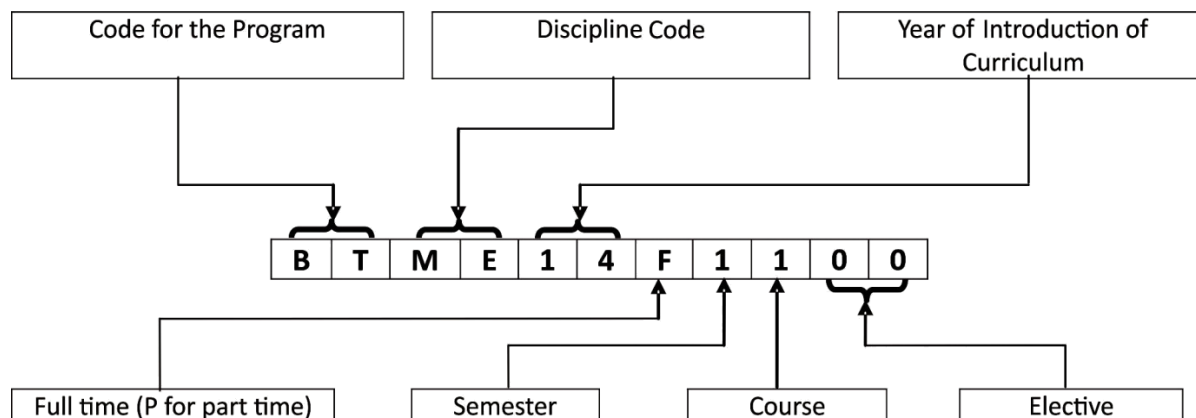 Code for the Program
Discipline Code
Year of Introduction of
Curriculum
B T M E 1 4 F 1 1 0 0
Full time (P for part time)
Semester
Course
Elective